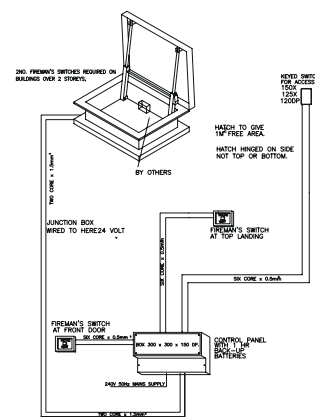 2NO. FIREMAN'S SWITCHES REQUIRED ON
BUILDINGS OVER 2 STOREYS,
KEYED SWITC
FOR ACCESS
150X
125X
120DP
HATCH TO GIVE
1M² FREE AREA.
HATCH HINGED ON SIDE
NOT TOP OR BOTTOM.
BY OTHERS
TWO CORE x 1.5mm²
JUNCTION BOX
WIRED TO HERE 24 VOLT
FIREMAN'S SWITCH
AT TOP LANDING
SIX CORE x 0.5mm
SIX CORE x 0.5mm²
FIREMAN'S SWITCH
AT FRONT DOOR
SIX CORE x 0.5mm²
BOX 300 x 300 x 150 DP.
CONTROL PANEL
WITH 1 HR
BACK-UP
BATTERIES
240V 50Hz MAINS SUPPLY
TWO CORE x 1.5mm²